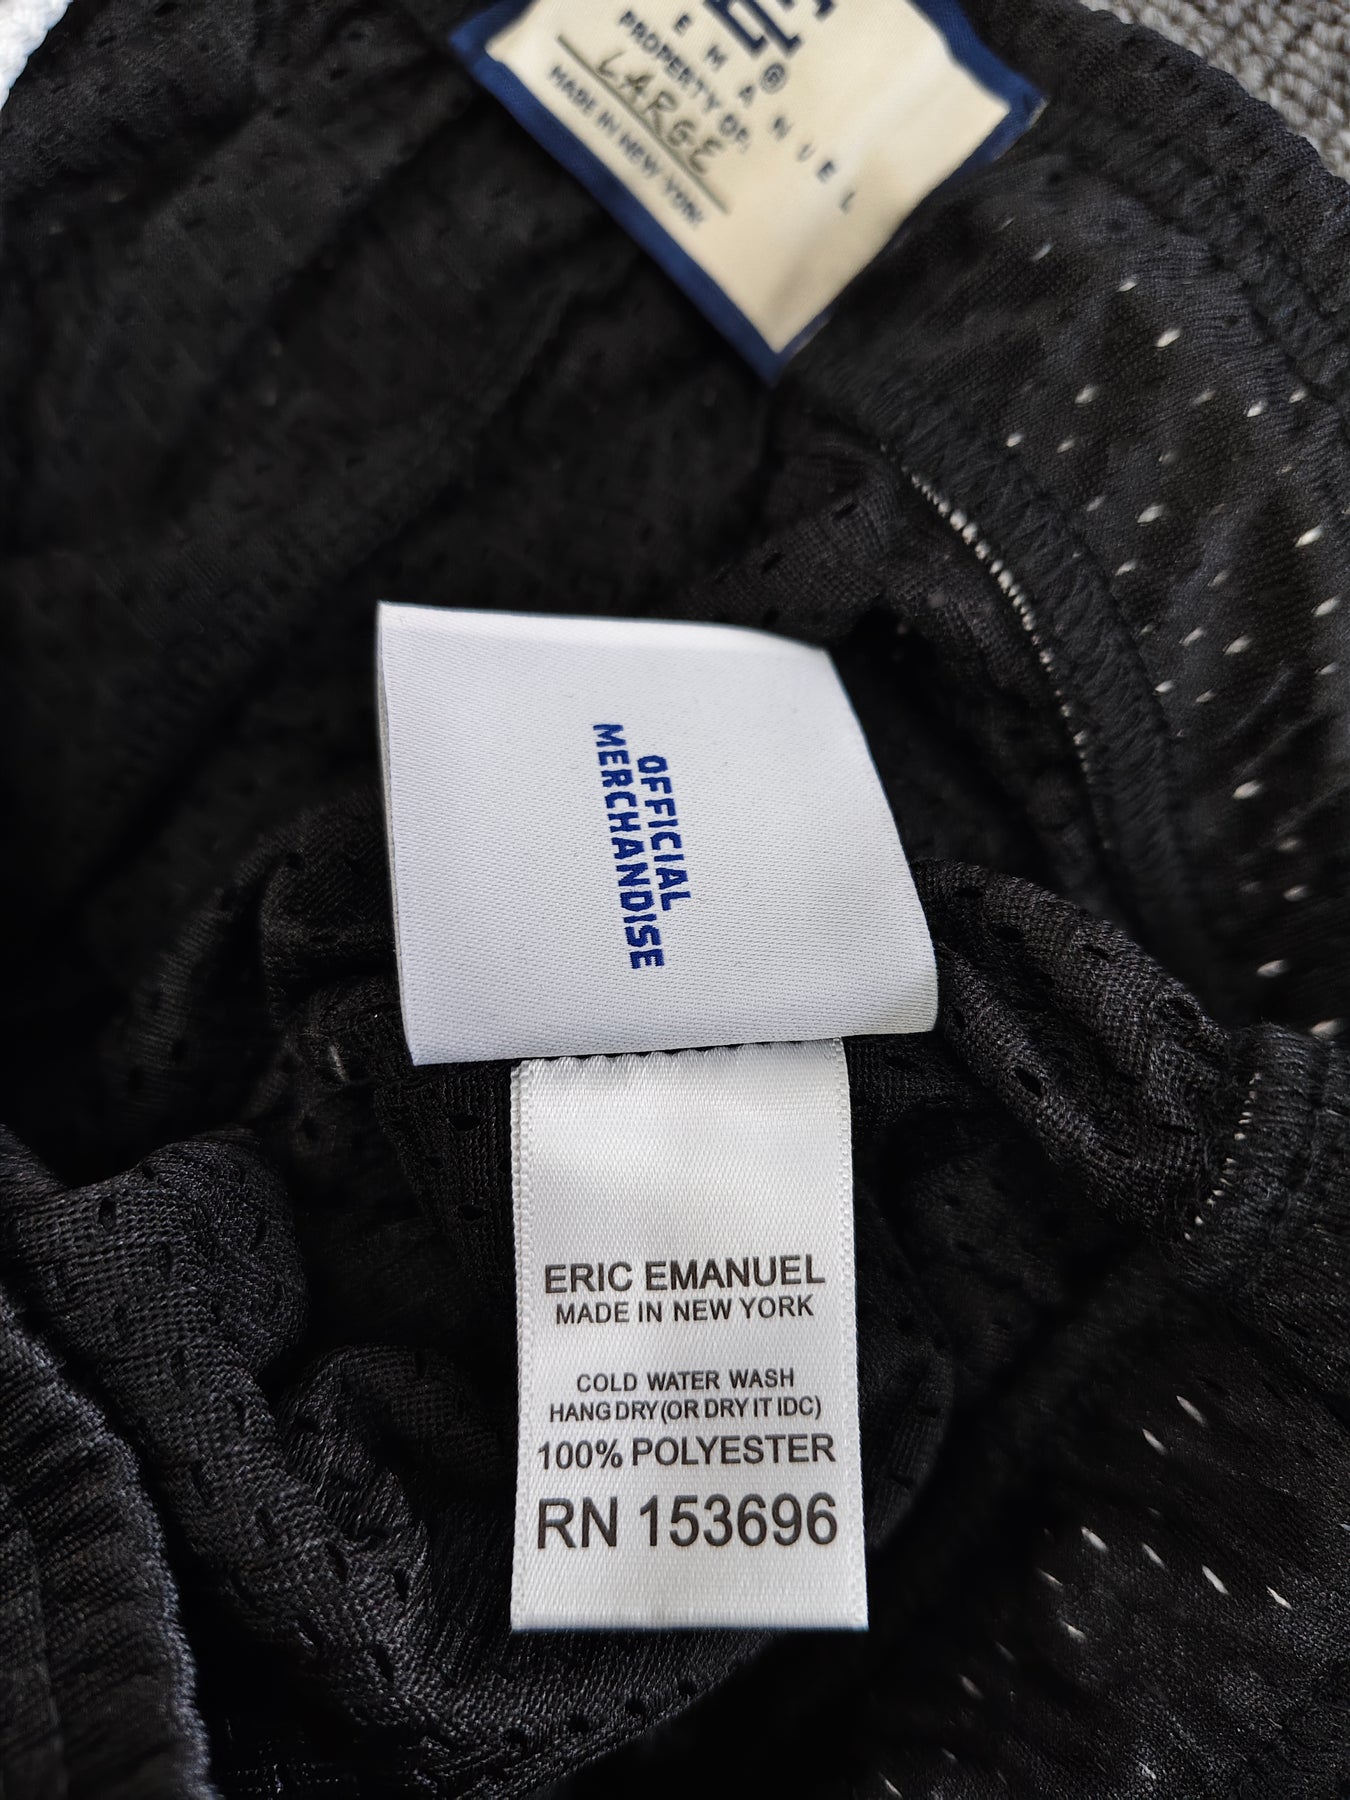 E
EMANUEL
PROPERTY OF,
LARGE
MADE IN NEW YORK
OFFICIAL
MERCHANDISE
ERIC EMANUEL
MADE IN NEW YORK
COLD WATER WASH
HANG DRY (OR DRY IT IDC)
100% POLYESTER
RN 153696